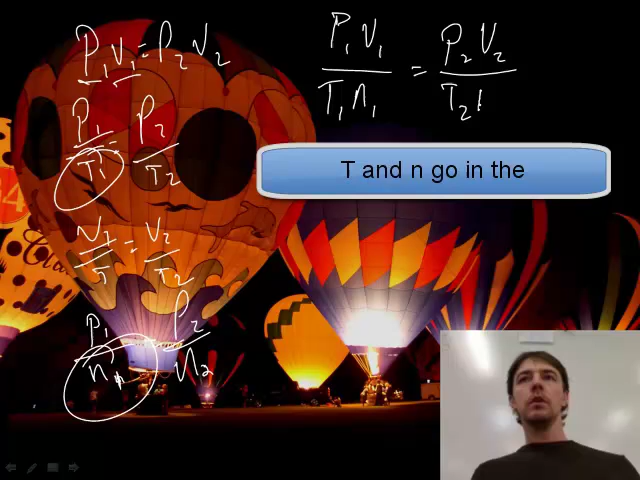 P₁V₁ = P₂V₂
P₁/T₁ = P₂/T₂
V₁/T = V₂/T₂
P₁/n₁ = P₂/n₂
P₁V₁/T₁n₁ = P₂V₂/T₂
T and n go in the